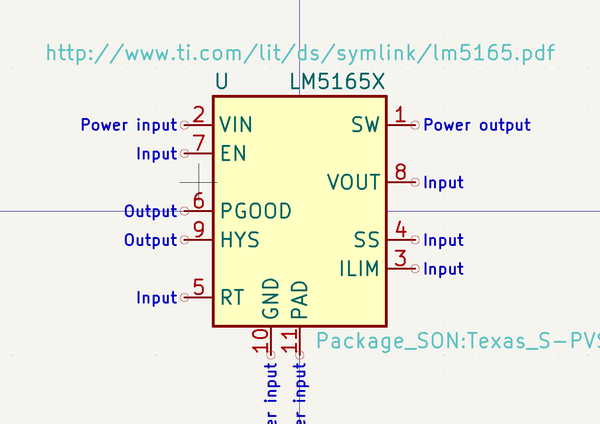 http://www.ti.com/lit/ds/symlink/lm5165.pdf
U LM5165X
Power input 2 VIN SW 1 Power output
Input 7 EN
VOUT 8 Input
Output 6 PGOOD
Output 9 HYS SS 4 Input
ILIM 3 Input
Input 5 RT
GND PAD
10 11
Package_SON:Texas_S-PVS
input input